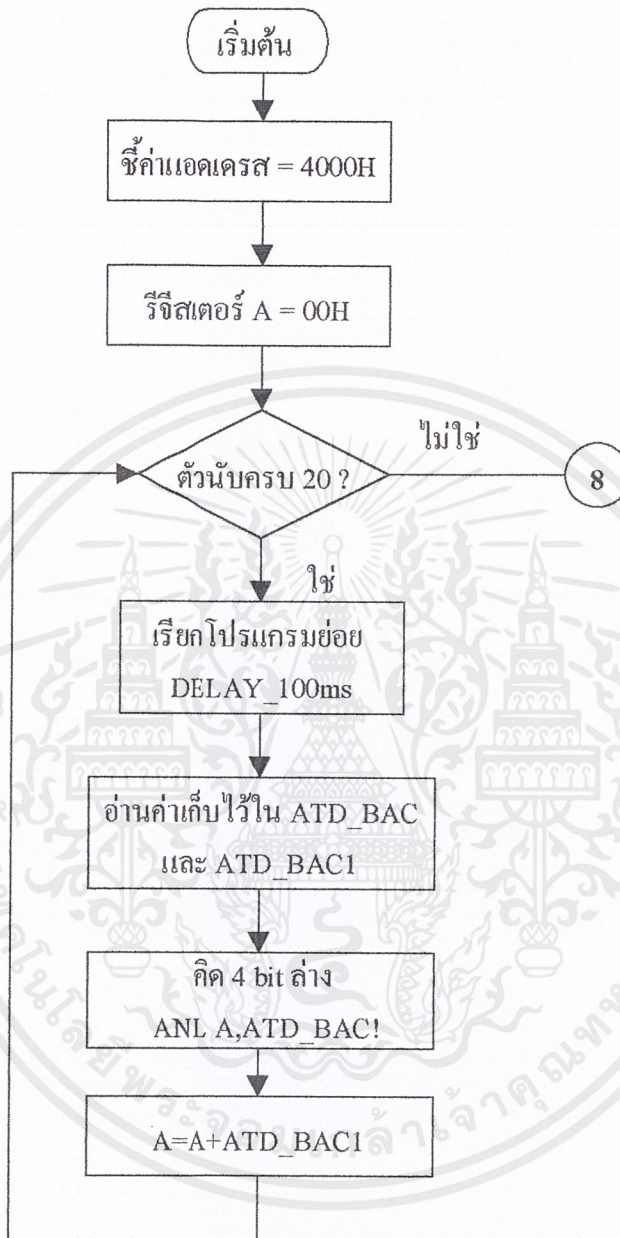 เริ่มต้น
ชี้ค่าแอดเดรส = 4000H
รีจีสเตอร์ A = 00H
ตัวนับครบ 20 ?
ไม่ใช่
8
ใช่
เรียกโปรแกรมย่อย
DELAY_100ms
อ่านค่าเก็บไว้ใน ATD_BAC
และ ATD_BAC1
คิด 4 bit ล่าง
ANL A,ATD_BAC!
A=A+ATD_BAC1